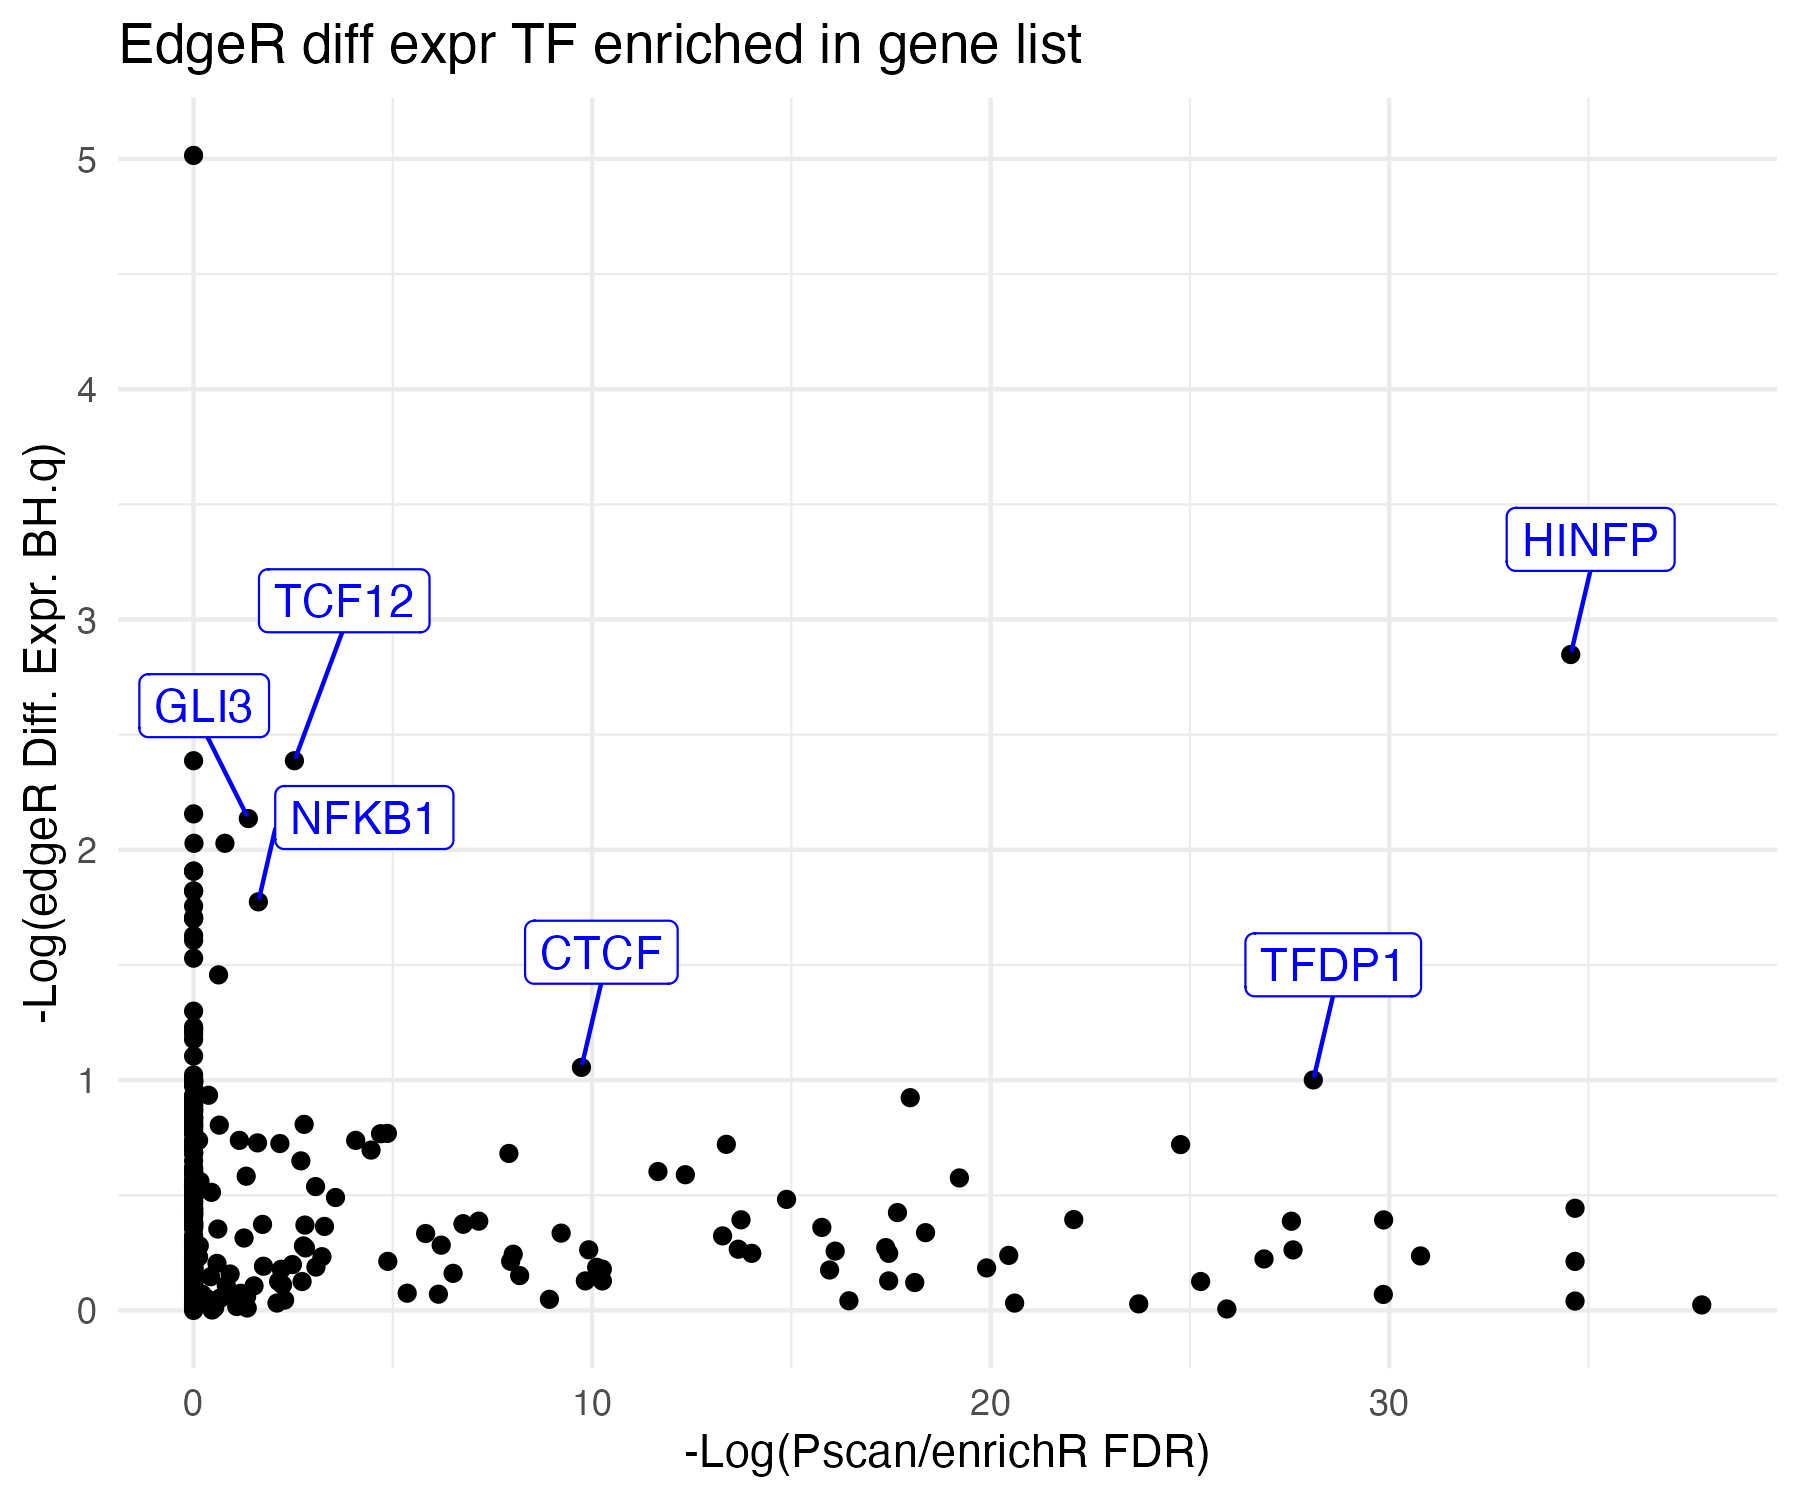 EdgeR diff expr TF enriched in gene list
-Log(edgeR Diff. Expr. BH.q)
5
4
3
2
1
0
HINFP
TCF12
GLI3
NFKB1
CTCF
TFDP1
0 10 20 30
-Log(Pscan/enrichR FDR)